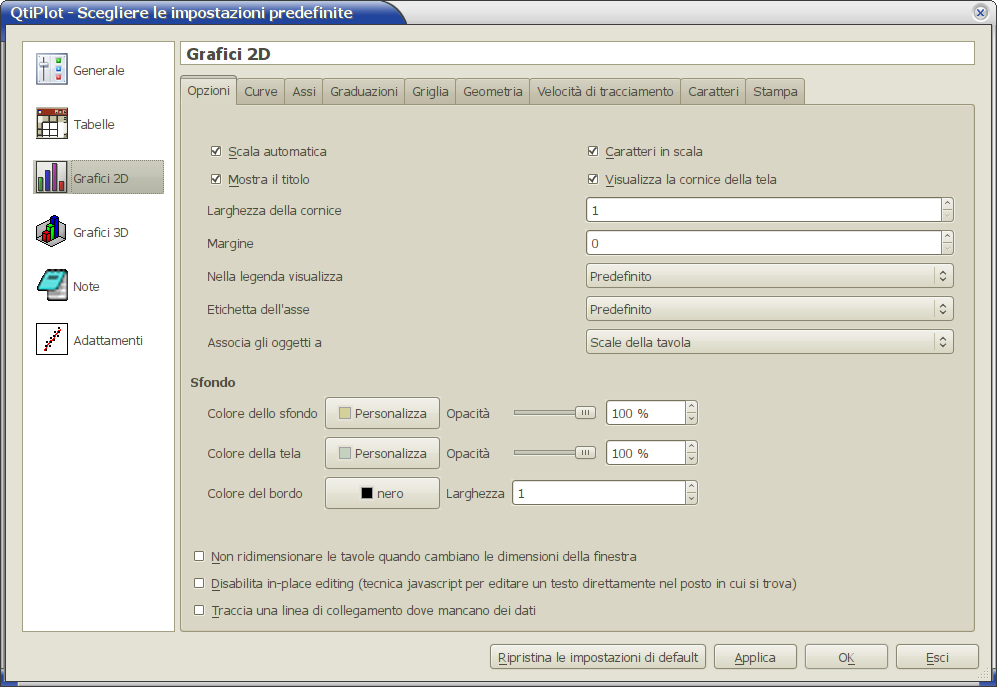 QtiPlot - Scegliere le impostazioni predefinite
Generale
Tabelle
Grafici 2D
Grafici 3D
Note
Adattamenti
Grafici 2D
Opzioni Curve Assi Graduazioni Griglia Geometria Velocità di tracciamento Caratteri Stampa
Scala automatica Caratteri in scala
Mostra il titolo Visualizza la cornice della tela
Larghezza della cornice 1
Margine 0
Nella legenda visualizza Predefinito
Etichetta dell'asse Predefinito
Associa gli oggetti a Scale della tavola
Sfondo
Colore dello sfondo Personalizza Opacità 100 %
Colore della tela Personalizza Opacità 100 %
Colore del bordo nero Larghezza 1
Non ridimensionare le tavole quando cambiano le dimensioni della finestra
Disabilita in-place editing (tecnica javascript per editare un testo direttamente nel posto in cui si trova)
Traccia una linea di collegamento dove mancano dei dati
Ripristina le impostazioni di default Applica OK Esci